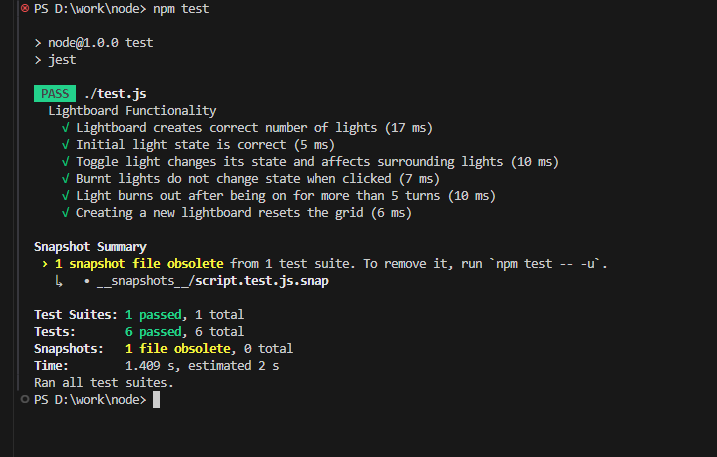 PS D:\work\node> npm test
> node@1.0.0 test
> jest
PASS ./test.js
Lightboard Functionality
√ Lightboard creates correct number of lights (17 ms)
√ Initial light state is correct (5 ms)
√ Toggle light changes its state and affects surrounding lights (10 ms)
√ Burnt lights do not change state when clicked (7 ms)
√ Light burns out after being on for more than 5 turns (10 ms)
√ Creating a new lightboard resets the grid (6 ms)
Snapshot Summary
› 1 snapshot file obsolete from 1 test suite. To remove it, run `npm test -- -u`.
↳ • __snapshots__/script.test.js.snap
Test Suites: 1 passed, 1 total
Tests: 6 passed, 6 total
Snapshots: 1 file obsolete, 0 total
Time: 1.409 s, estimated 2 s
Ran all test suites.
PS D:\work\node>